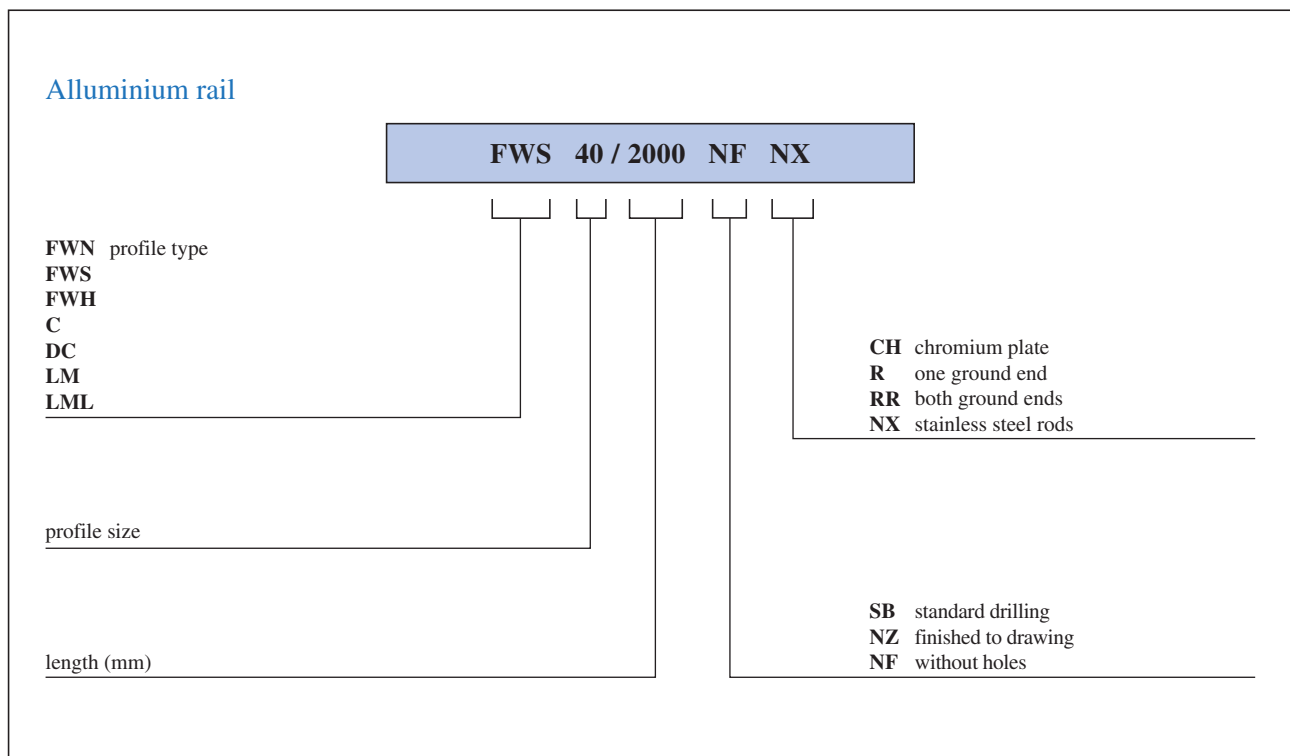 Alluminium rail
FWS 40 / 2000 NF NX
FWN profile type
FWS
FWH
C
DC
LM
LML
CH chromium plate
R one ground end
RR both ground ends
NX stainless steel rods
profile size
SB standard drilling
NZ finished to drawing
NF without holes
length (mm)